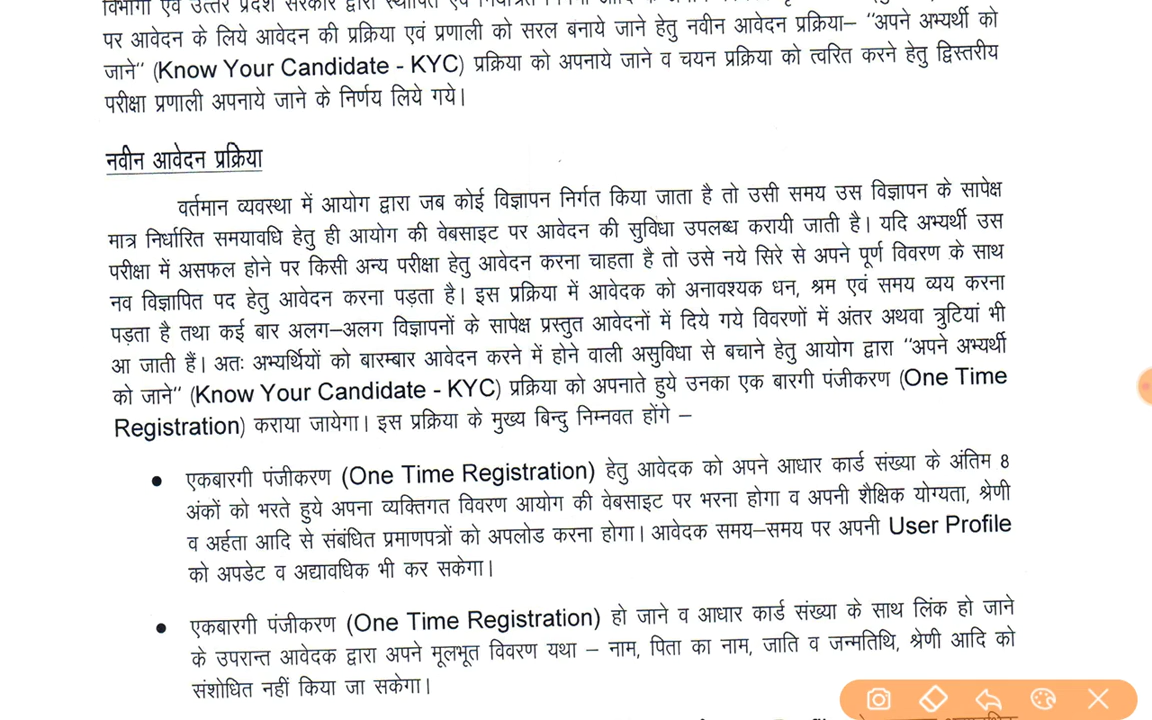 विभागों एवं उत्तर प्रदेश सरकार द्वारा स्थापित एवं
पर आवेदन के लिये आवेदन की प्रक्रिया एवं प्रणाली को सरल बनाये जाने हेतु नवीन आवेदन प्रक्रिया– “अपने अभ्यर्थी को
जाने” (Know Your Candidate - KYC) प्रक्रिया को अपनाये जाने व चयन प्रक्रिया को त्वरित करने हेतु द्विस्तरीय
परीक्षा प्रणाली अपनाये जाने के निर्णय लिये गये।
नवीन आवेदन प्रक्रिया
वर्तमान व्यवस्था में आयोग द्वारा जब कोई विज्ञापन निर्गत किया जाता है तो उसी समय उस विज्ञापन के सापेक्ष
मात्र निर्धारित समयावधि हेतु ही आयोग की वेबसाइट पर आवेदन की सुविधा उपलब्ध करायी जाती है। यदि अभ्यर्थी उस
परीक्षा में असफल होने पर किसी अन्य परीक्षा हेतु आवेदन करना चाहता है तो उसे नये सिरे से अपने पूर्ण विवरण के साथ
नव विज्ञापित पद हेतु आवेदन करना पड़ता है। इस प्रक्रिया में आवेदक को अनावश्यक धन, श्रम एवं समय व्यय करना
पड़ता है तथा कई बार अलग–अलग विज्ञापनों के सापेक्ष प्रस्तुत आवेदनों में दिये गये विवरणों में अंतर अथवा त्रुटियां भी
आ जाती हैं। अतः अभ्यर्थियों को बारम्बार आवेदन करने में होने वाली असुविधा से बचाने हेतु आयोग द्वारा “अपने अभ्यर्थी
को जाने” (Know Your Candidate - KYC) प्रक्रिया को अपनाते हुये उनका एक बारगी पंजीकरण (One Time
Registration) कराया जायेगा। इस प्रक्रिया के मुख्य बिन्दु निम्नवत होंगे –
• एकबारगी पंजीकरण (One Time Registration) हेतु आवेदक को अपने आधार कार्ड संख्या के अंतिम 8
अंकों को भरते हुये अपना व्यक्तिगत विवरण आयोग की वेबसाइट पर भरना होगा व अपनी शैक्षिक योग्यता, श्रेणी
व अर्हता आदि से संबंधित प्रमाणपत्रों को अपलोड करना होगा। आवेदक समय–समय पर अपनी User Profile
को अपडेट व अद्यावधिक भी कर सकेगा।
• एकबारगी पंजीकरण (One Time Registration) हो जाने व आधार कार्ड संख्या के साथ लिंक हो जाने
के उपरान्त आवेदक द्वारा अपने मूलभूत विवरण यथा – नाम, पिता का नाम, जाति व जन्मतिथि, श्रेणी आदि को
संशोधित नहीं किया जा सकेगा।